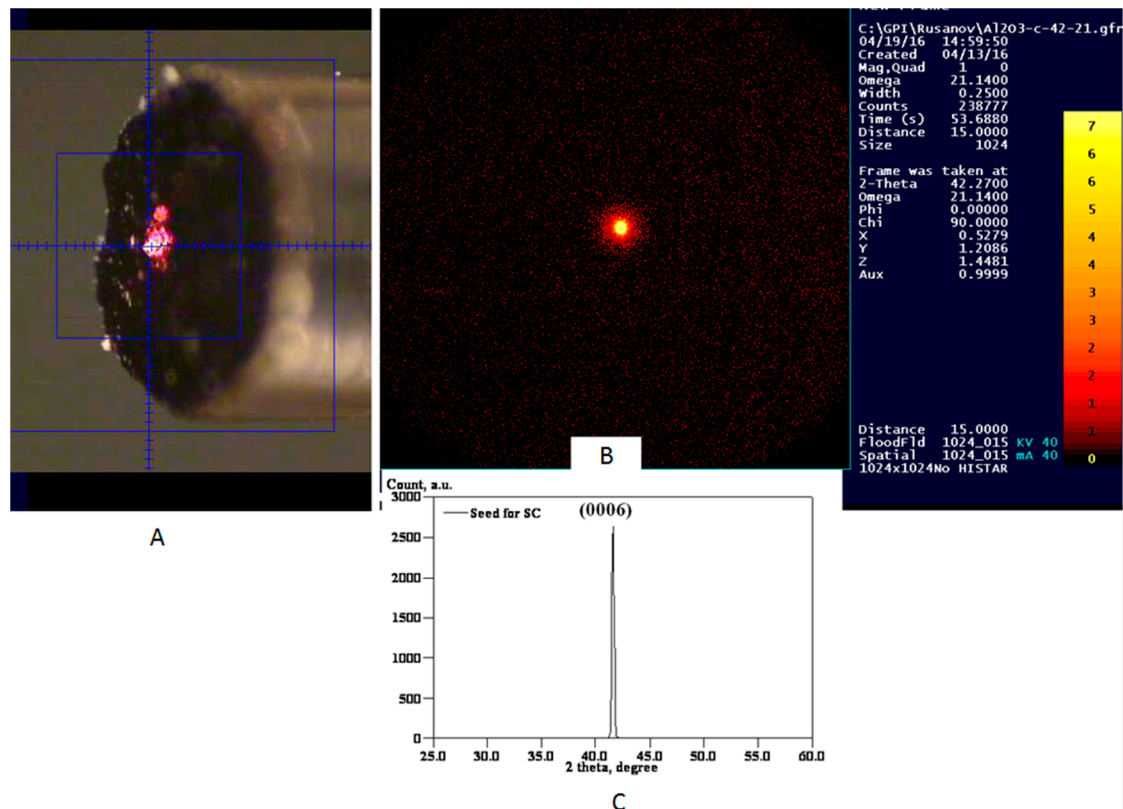 C:\GPI\Rusanov\Al2O3-c-42-21.gfr
04/19/16 14:59:50
Created 04/13/16
Mag,Quad 1 0
Omega 21.1400
Width 0.2500
Counts 238777
Time (s) 53.6880
Distance 15.0000
Size 1024
Frame was taken at
2-Theta 42.2700
Omega 21.1400
Phi 0.00000
Chi 90.0000
X 0.5279
Y 1.2086
Z 1.4481
Aux 0.9999
7
6
6
5
4
4
3
3
2
1
1
1
0
Distance 15.0000
FloodFld 1024_015 KV 40
Spatial 1024_015 mA 40
1024x1024No HISTAR
B
A
Count, a.u.
3000
2500
2000
1500
1000
500
0
Seed for SC
(0006)
25.0 30.0 35.0 40.0 45.0 50.0 55.0 60.0
2 theta, degree
C